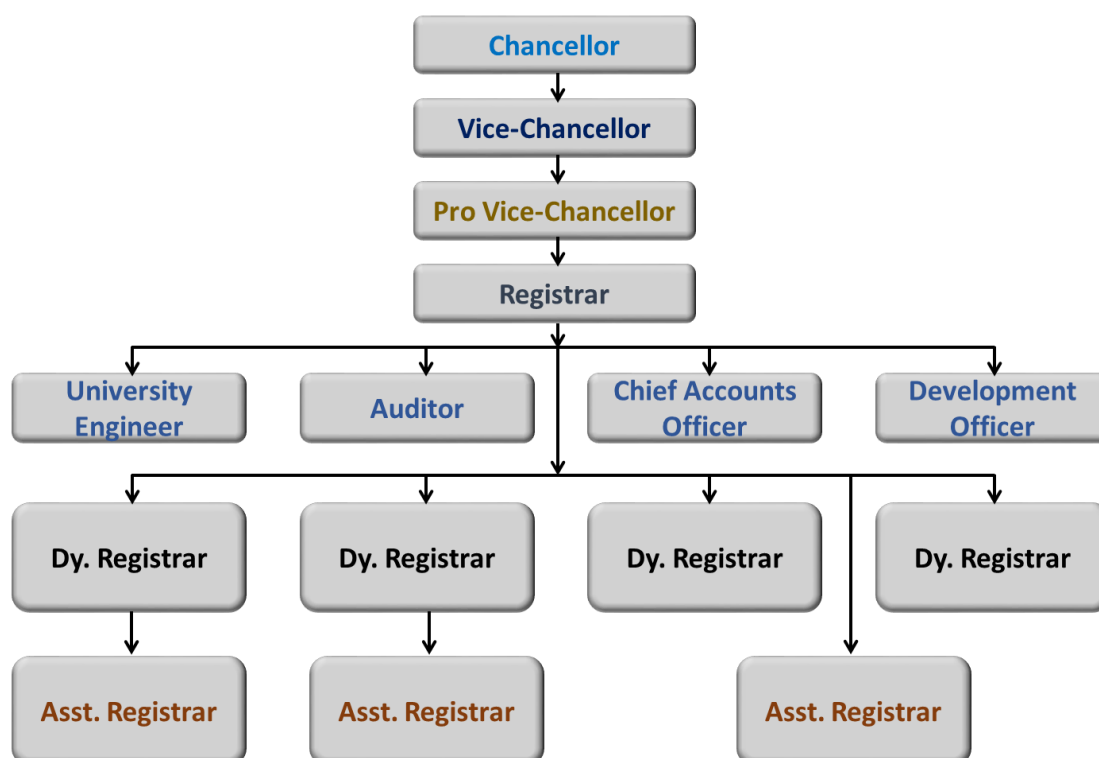 Chancellor
Vice-Chancellor
Pro Vice-Chancellor
Registrar
University
Engineer
Auditor
Chief Accounts
Officer
Development
Officer
Dy. Registrar
Dy. Registrar
Dy. Registrar
Dy. Registrar
Asst. Registrar
Asst. Registrar
Asst. Registrar